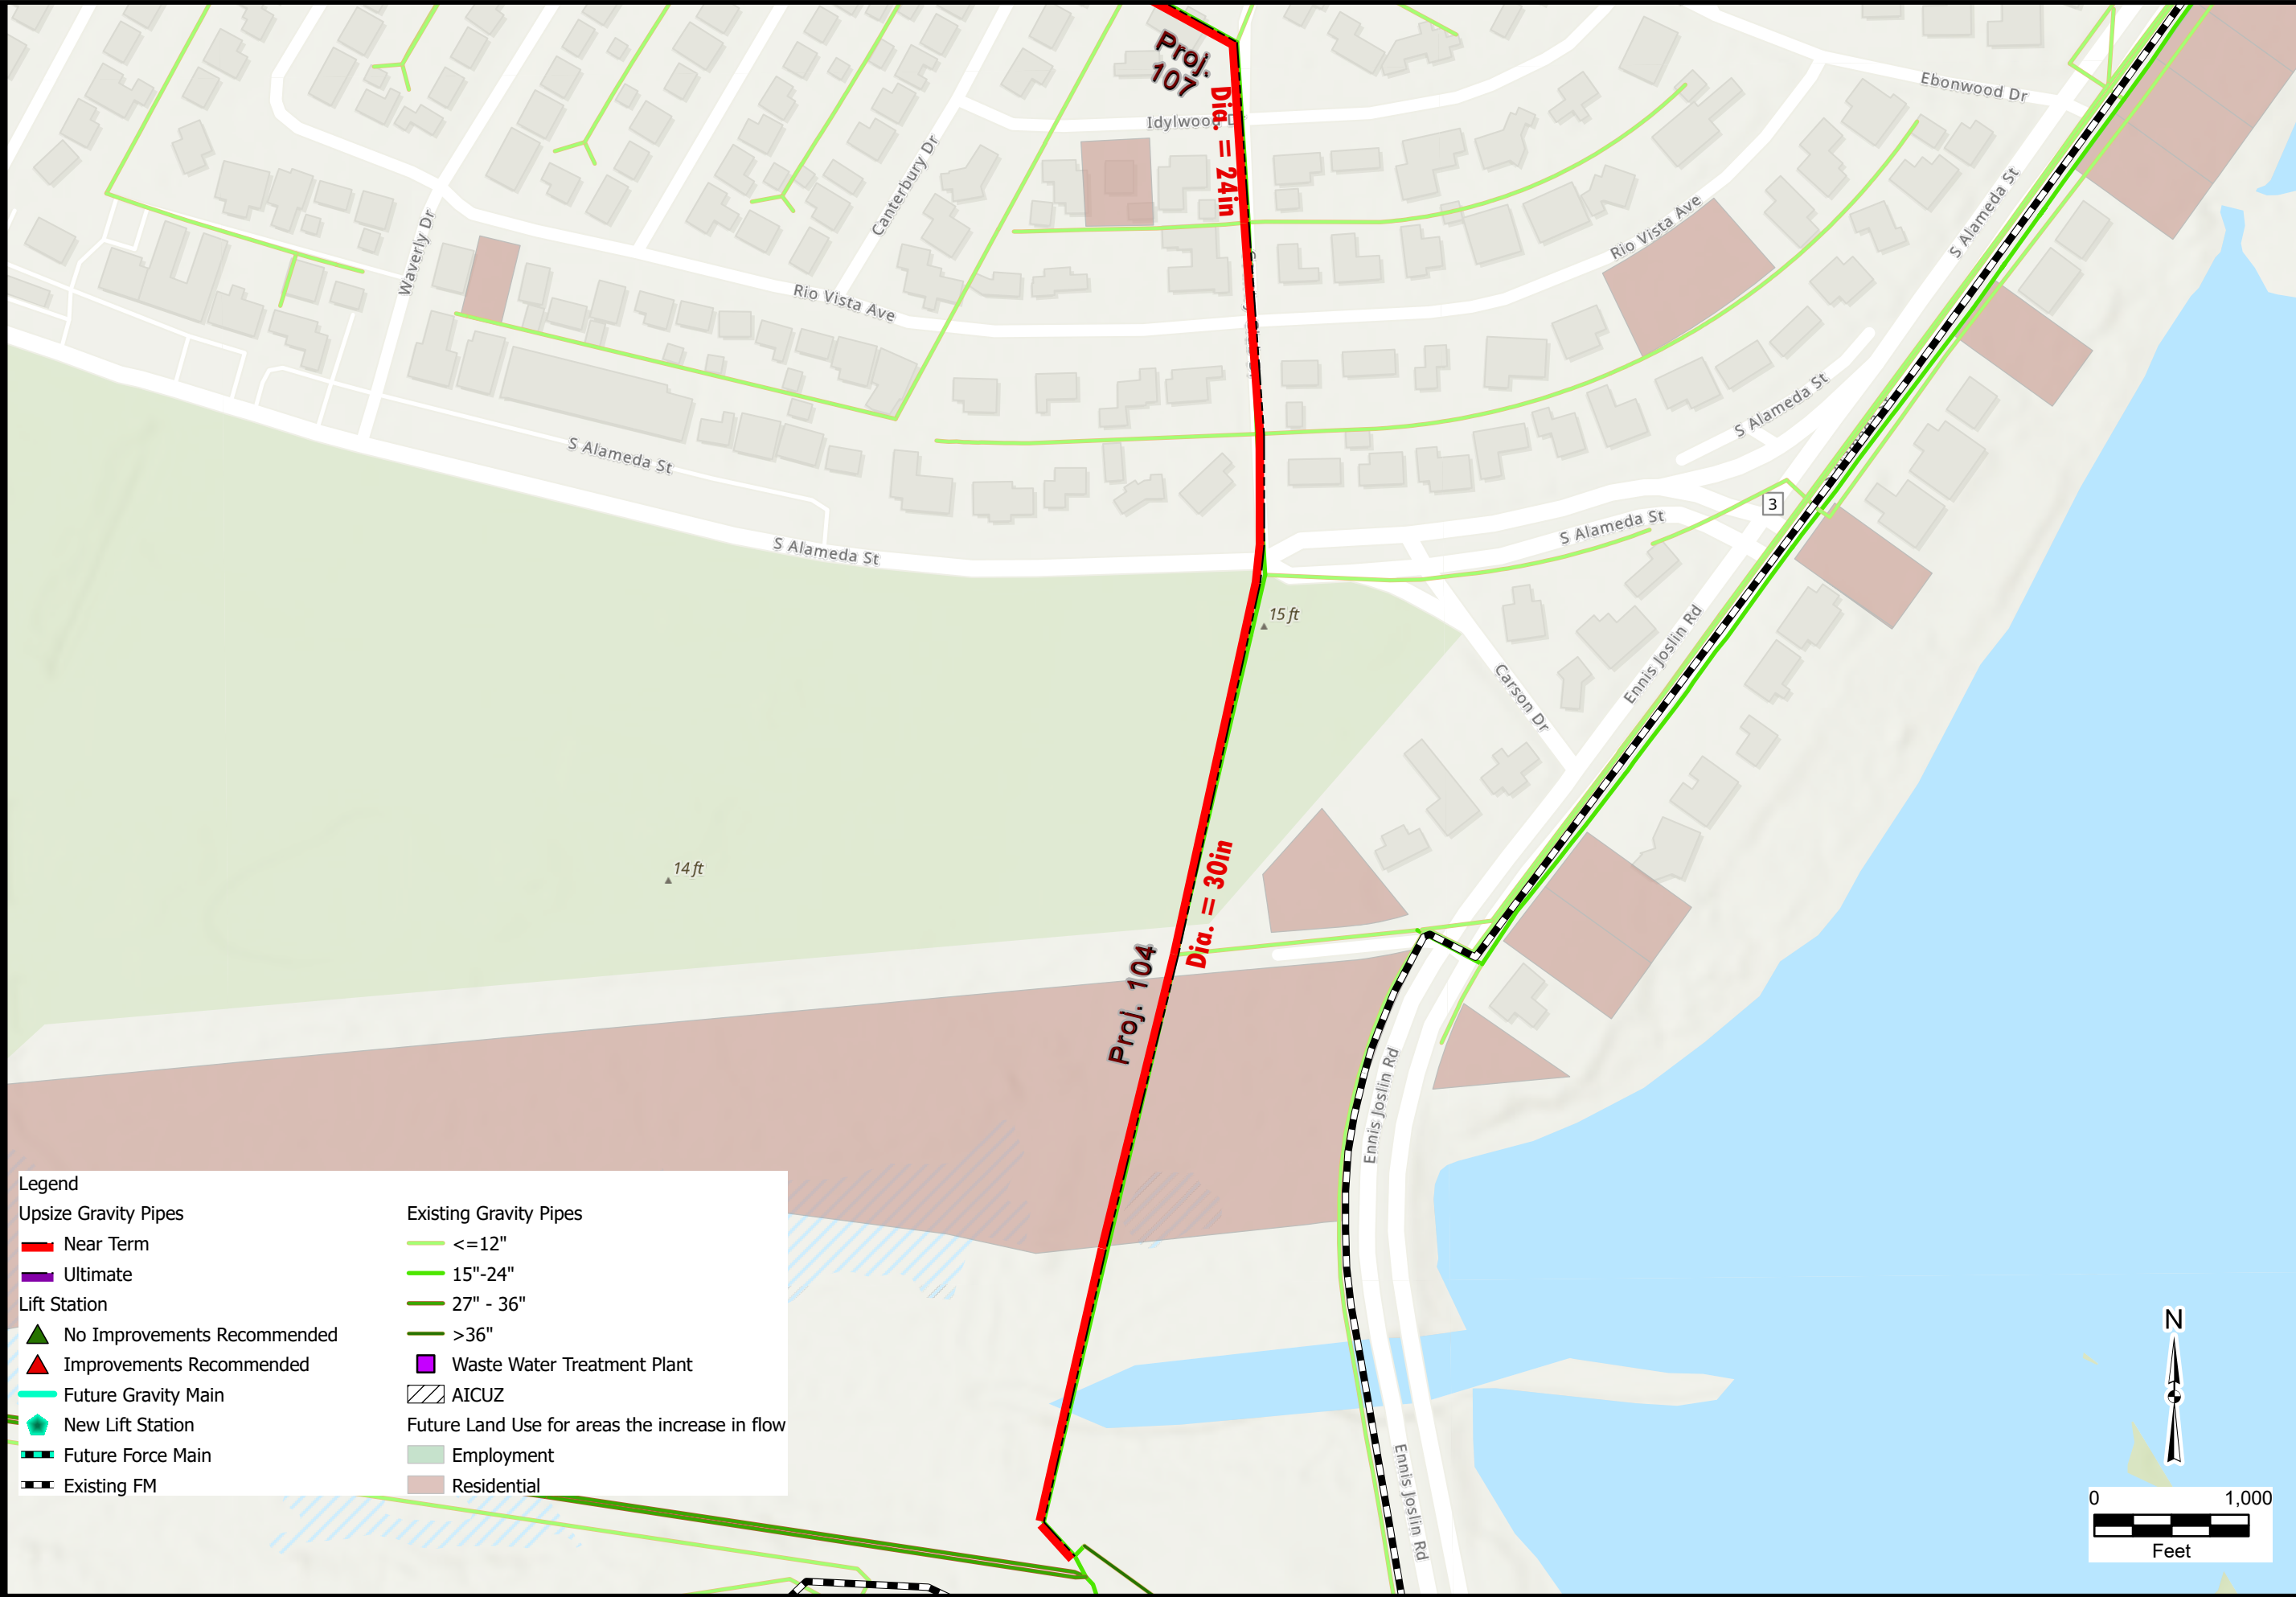 Proj.
107
Dia. = 24in
Ebonwood Dr
Idylwood D
Canterbury Dr
S Alameda St
Waverly Dr
Rio Vista Ave
Rio Vista Ave
S Alameda St
S Alameda St
3
S Alameda St
S Alameda St
15 ft
Ennis Joslin Rd
Carson Dr
14 ft
Dia. = 30in
Proj. 104
Ennis Joslin Rd
Ennis Joslin Rd
Legend
Upsize Gravity Pipes
Near Term
Ultimate
Lift Station
No Improvements Recommended
Improvements Recommended
Future Gravity Main
New Lift Station
Future Force Main
Existing FM
Existing Gravity Pipes
<=12"
15"-24"
27" - 36"
>36"
Waste Water Treatment Plant
AICUZ
Future Land Use for areas the increase in flow
Employment
Residential
N
0 1,000
Feet